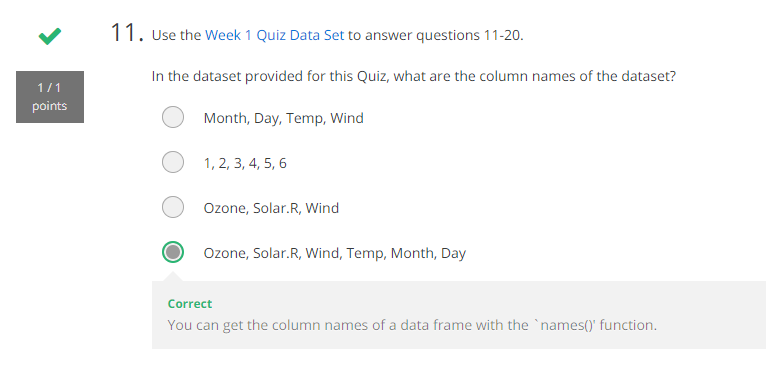 11. Use the Week 1 Quiz Data Set to answer questions 11-20.
1 / 1
points
In the dataset provided for this Quiz, what are the column names of the dataset?
Month, Day, Temp, Wind
1, 2, 3, 4, 5, 6
Ozone, Solar.R, Wind
Ozone, Solar.R, Wind, Temp, Month, Day
Correct
You can get the column names of a data frame with the `names()' function.